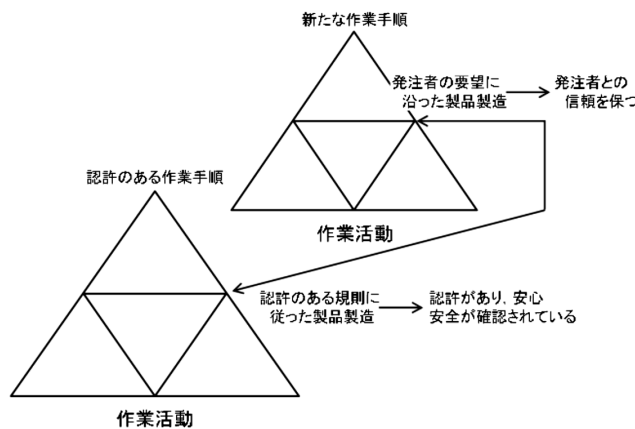 新たな作業手順
発注者の要望に
沿った製品製造
発注者との
信頼を保つ
作業活動
認許のある作業手順
認許のある規則に
従った製品製造
認許があり, 安心
安全が確認されている
作業活動